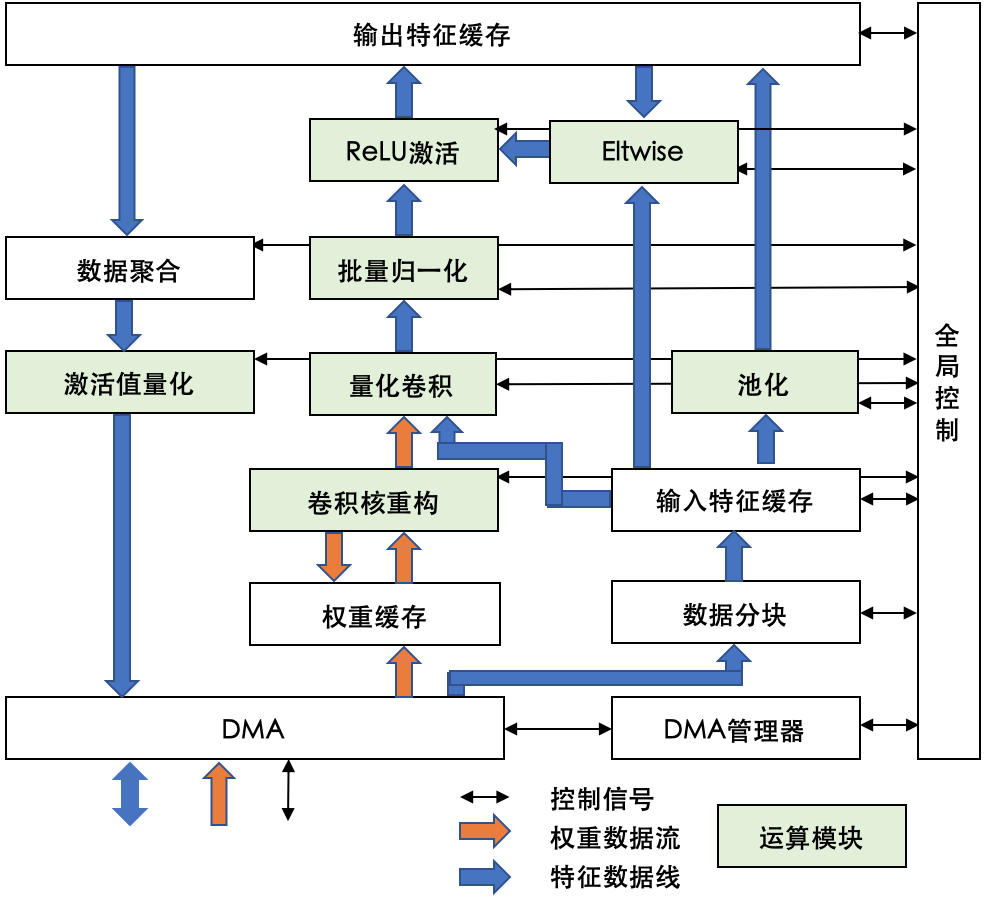 输出特征缓存
ReLU激活
Eltwise
数据聚合
批量归一化
全局控制
激活值量化
量化卷积
池化
卷积核重构
输入特征缓存
权重缓存
数据分块
DMA
DMA管理器
控制信号
权重数据流
特征数据线
运算模块